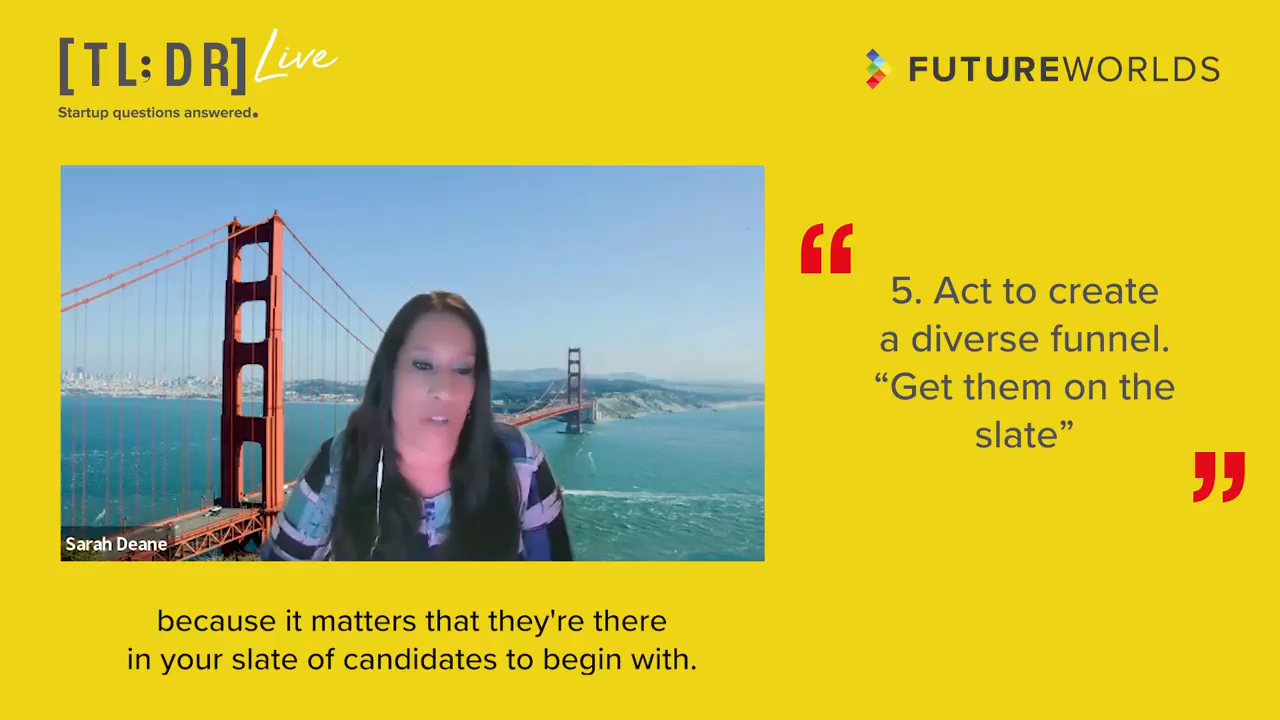 [TL;DR] Live
Startup questions answered.
FUTUREWORLDS
“
5. Act to create
a diverse funnel.
“Get them on the
slate”
”
Sarah Deane
because it matters that they're there
in your slate of candidates to begin with.